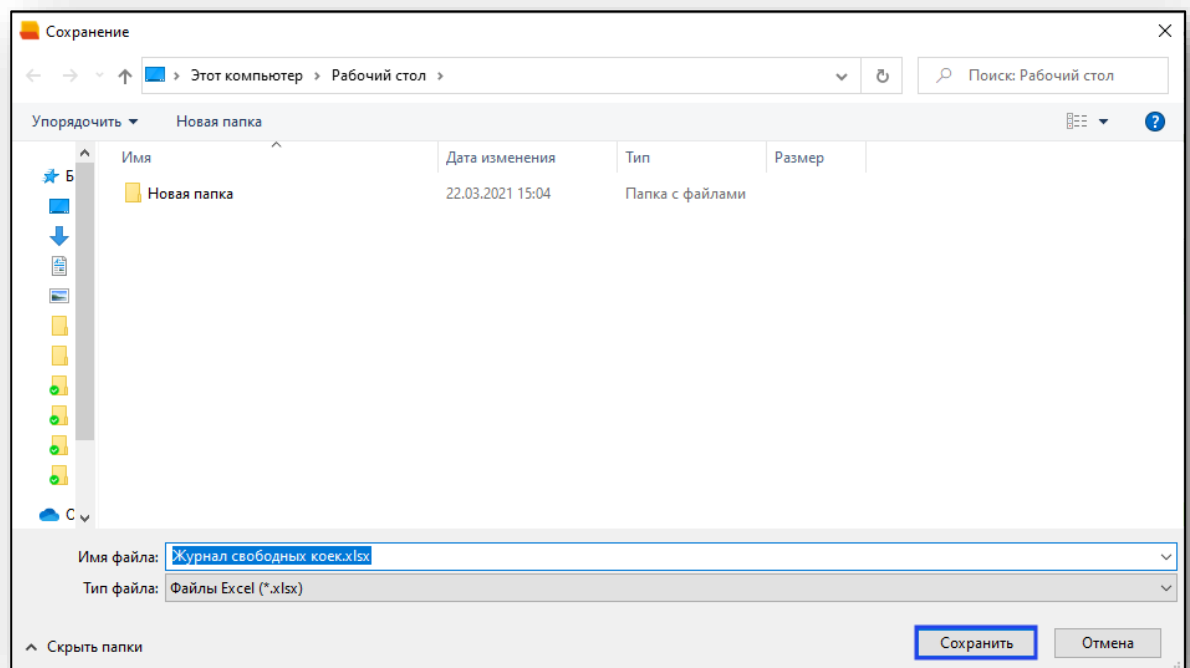 Сохранение
Этот компьютер › Рабочий стол ›
Поиск: Рабочий стол
Упорядочить Новая папка
Имя Дата изменения Тип Размер
Б
Новая папка 22.03.2021 15:04 Папка с файлами
С
Имя файла: Журнал свободных коек.xlsx
Тип файла: Файлы Excel (*.xlsx)
Скрыть папки Сохранить Отмена